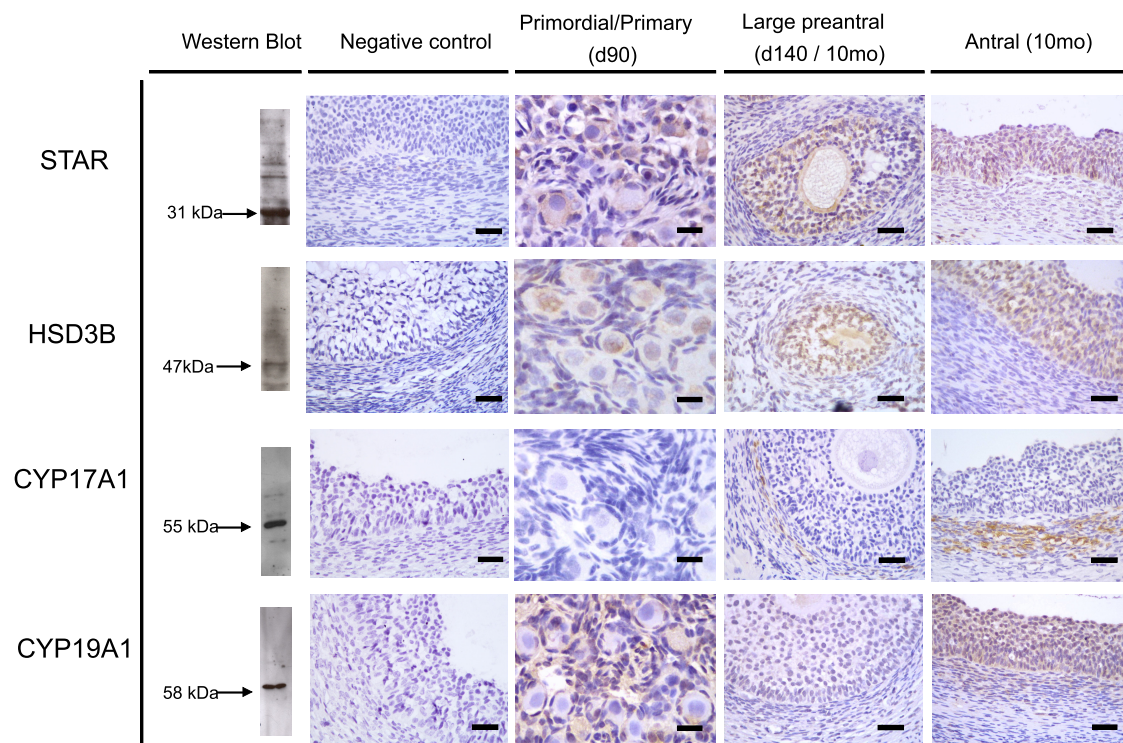 Western Blot
Negative control
Primordial/Primary
(d90)
Large preantral
(d140 / 10mo)
Antral (10mo)
STAR
31 kDa
HSD3B
47kDa
CYP17A1
55 kDa
CYP19A1
58 kDa